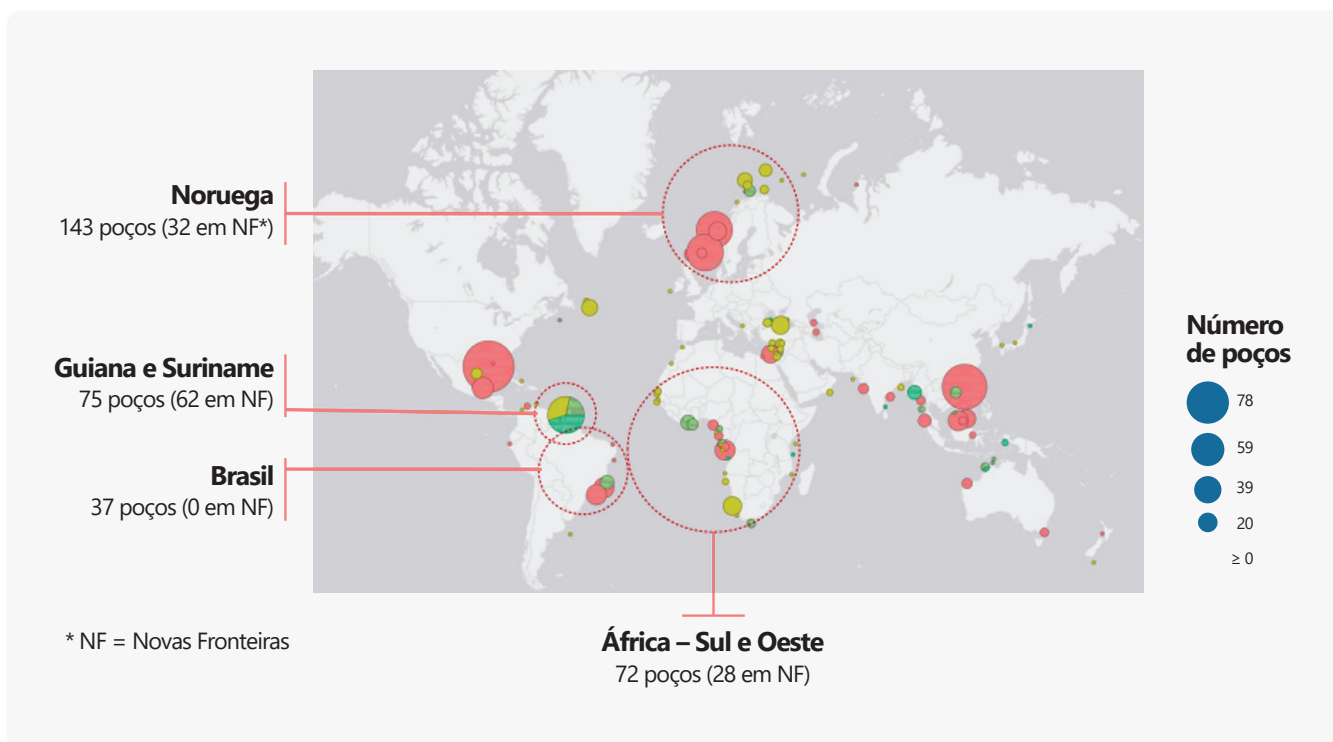 Noruega
143 poços (32 em NF*)
Guiana e Suriname
75 poços (62 em NF)
Brasil
37 poços (0 em NF)
* NF = Novas Fronteiras
África – Sul e Oeste
72 poços (28 em NF)
Número
de poços
78
59
39
20
≥ 0